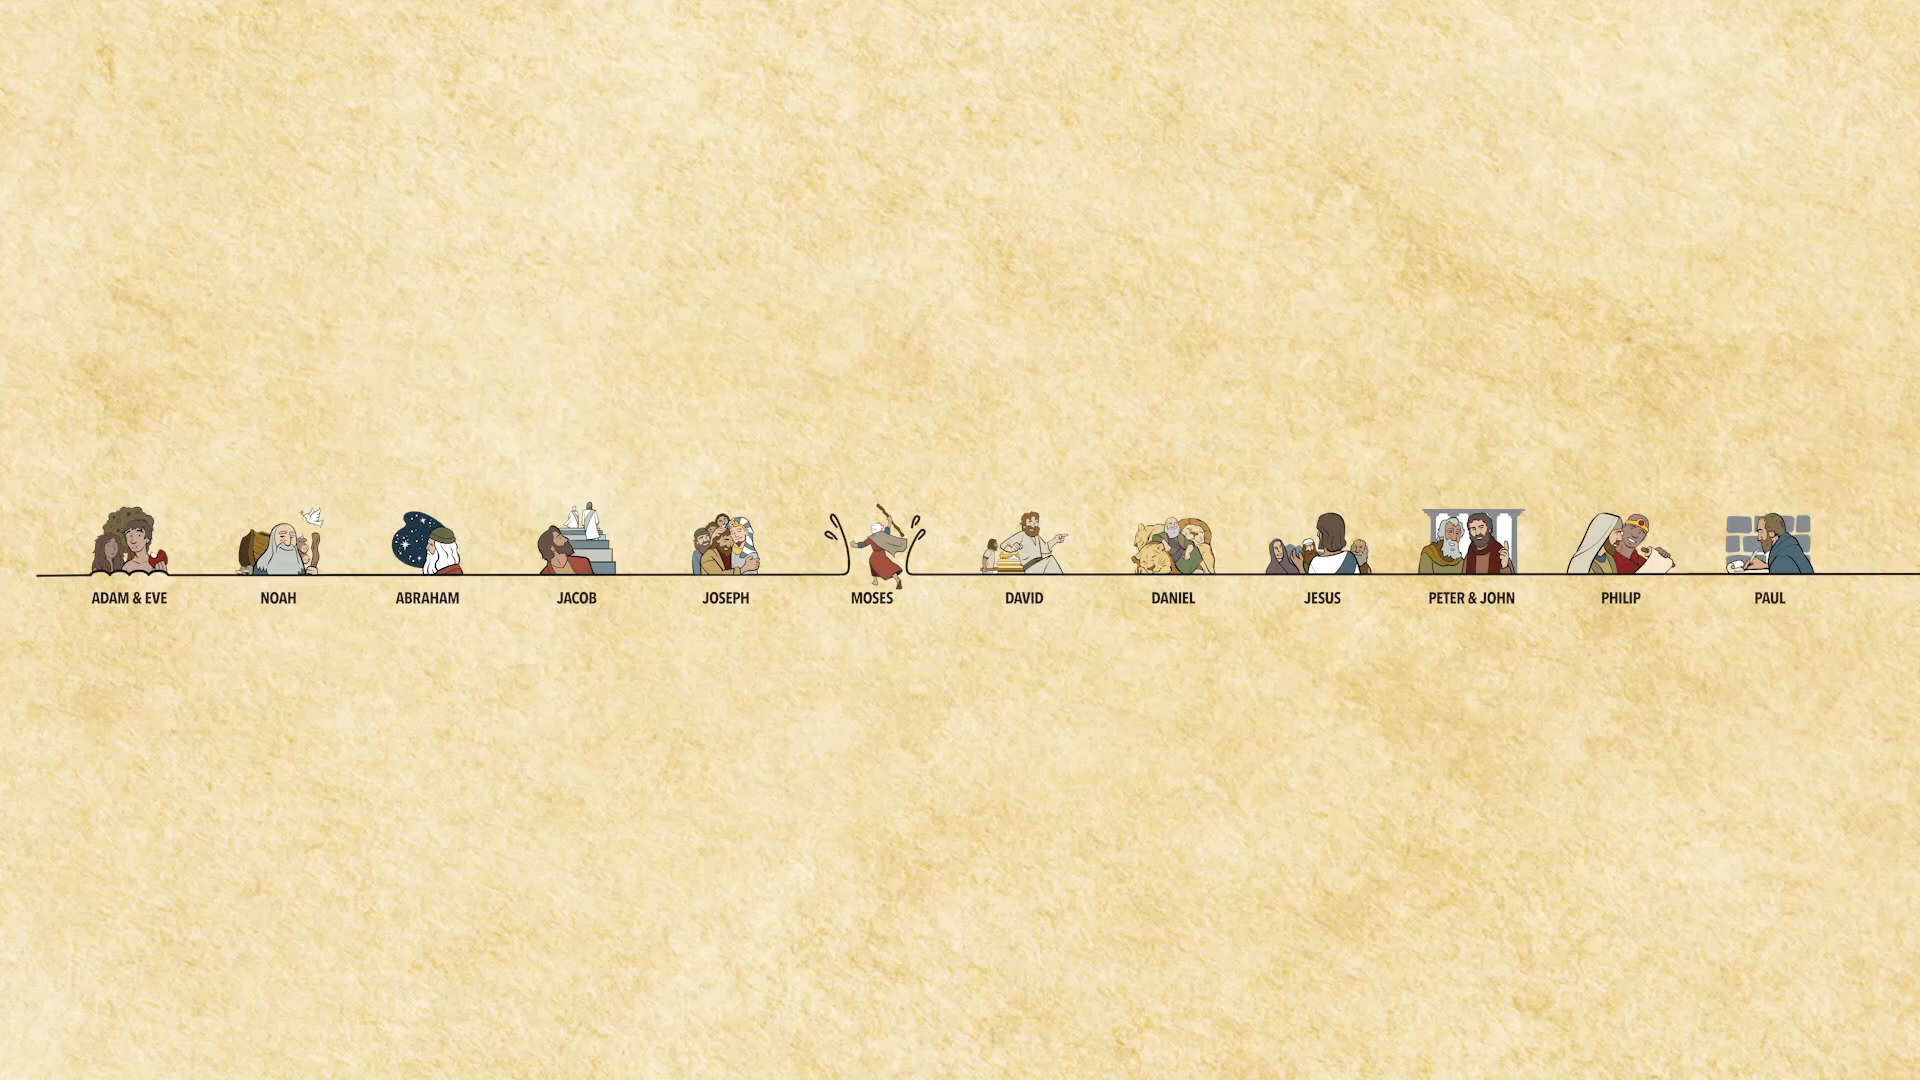 ADAM & EVE
NOAH
ABRAHAM
JACOB
JOSEPH
MOSES
DAVID
DANIEL
JESUS
PETER & JOHN
PHILIP
PAUL